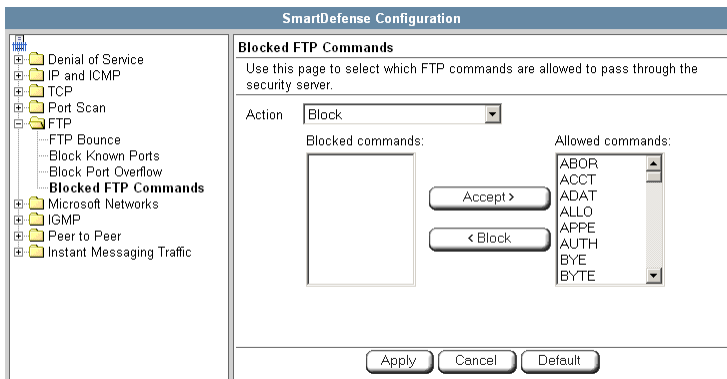 SmartDefense Configuration
Denial of Service
IP and ICMP
TCP
Port Scan
FTP
FTP Bounce
Block Known Ports
Block Port Overflow
Blocked FTP Commands
Microsoft Networks
IGMP
Peer to Peer
Instant Messaging Traffic
Blocked FTP Commands
Use this page to select which FTP commands are allowed to pass through the
security server.
Action Block
Blocked commands: Allowed commands:
ABOR
ACCT
ADAT
ALLO
APPE
AUTH
BYE
BYTE
Accept >
< Block
Apply Cancel Default